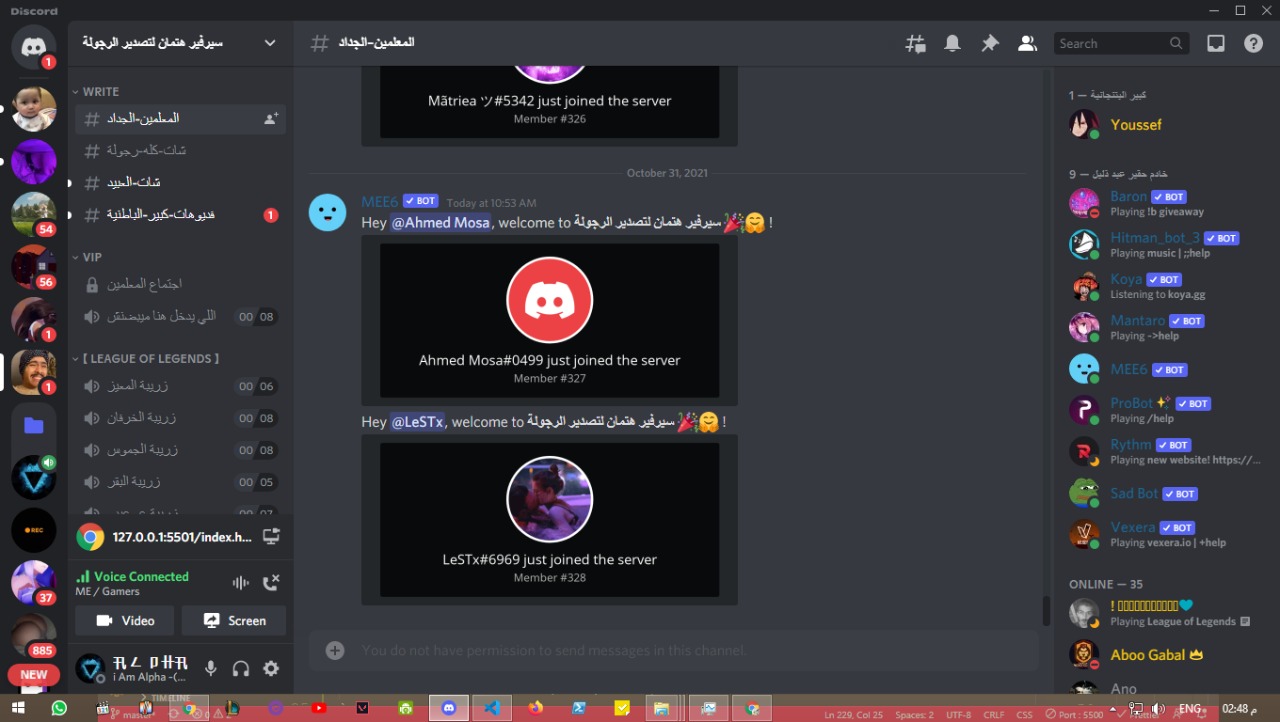 Discord
سيرفير هتمان لتصدير الرجولة
المعلمين-الجداد
Search
WRITE
المعلمين-الجداد
شات-كله-رجولة
شات-العبيد
فديوهات-كبير-الباطنية
1
VIP
اجتماع المعلمين
اللي يدخل هنا ميبضنش
00 08
[ LEAGUE OF LEGENDS ]
زريبة المعيز
00 06
زريبة الخرفان
00 08
زريبة الجموس
00 08
زريبة البقر
00 05
1
54
56
1
1
REC
37
885
NEW
127.0.0.1:5501/index.h...
Voice Connected
ME / Gamers
Video
Screen
i Am Alpha -(...
Mãtriea ツ#5342 just joined the server
Member #326
October 31, 2021
MEE6 BOT Today at 10:53 AM
Hey @Ahmed Mosa, welcome to سيرفير هتمان لتصدير الرجولة 🎉🤗 !
Ahmed Mosa#0499 just joined the server
Member #327
Hey @LeSTx, welcome to سيرفير هتمان لتصدير الرجولة 🎉🤗 !
LeSTx#6969 just joined the server
Member #328
You do not have permission to send messages in this channel.
كبير البتنجانية — 1
Youssef
خادم حقير عبد ذليل — 9
Baron BOT
Playing !b giveaway
Hitman_bot_3 BOT
Playing music | ;;help
Koya BOT
Listening to koya.gg
Mantaro BOT
Playing ->help
MEE6 BOT
ProBot ✨ BOT
Playing /help
Rythm BOT
Playing new website! https://...
Sad Bot BOT
Vexera BOT
Playing vexera.io | +help
ONLINE — 35
Playing League of Legends
Aboo Gabal
Ano
TIMELINE
master*
Ln 229, Col 25
Spaces: 2
UTF-8
CRLF
CSS
Port : 5500
ENG
02:48 م